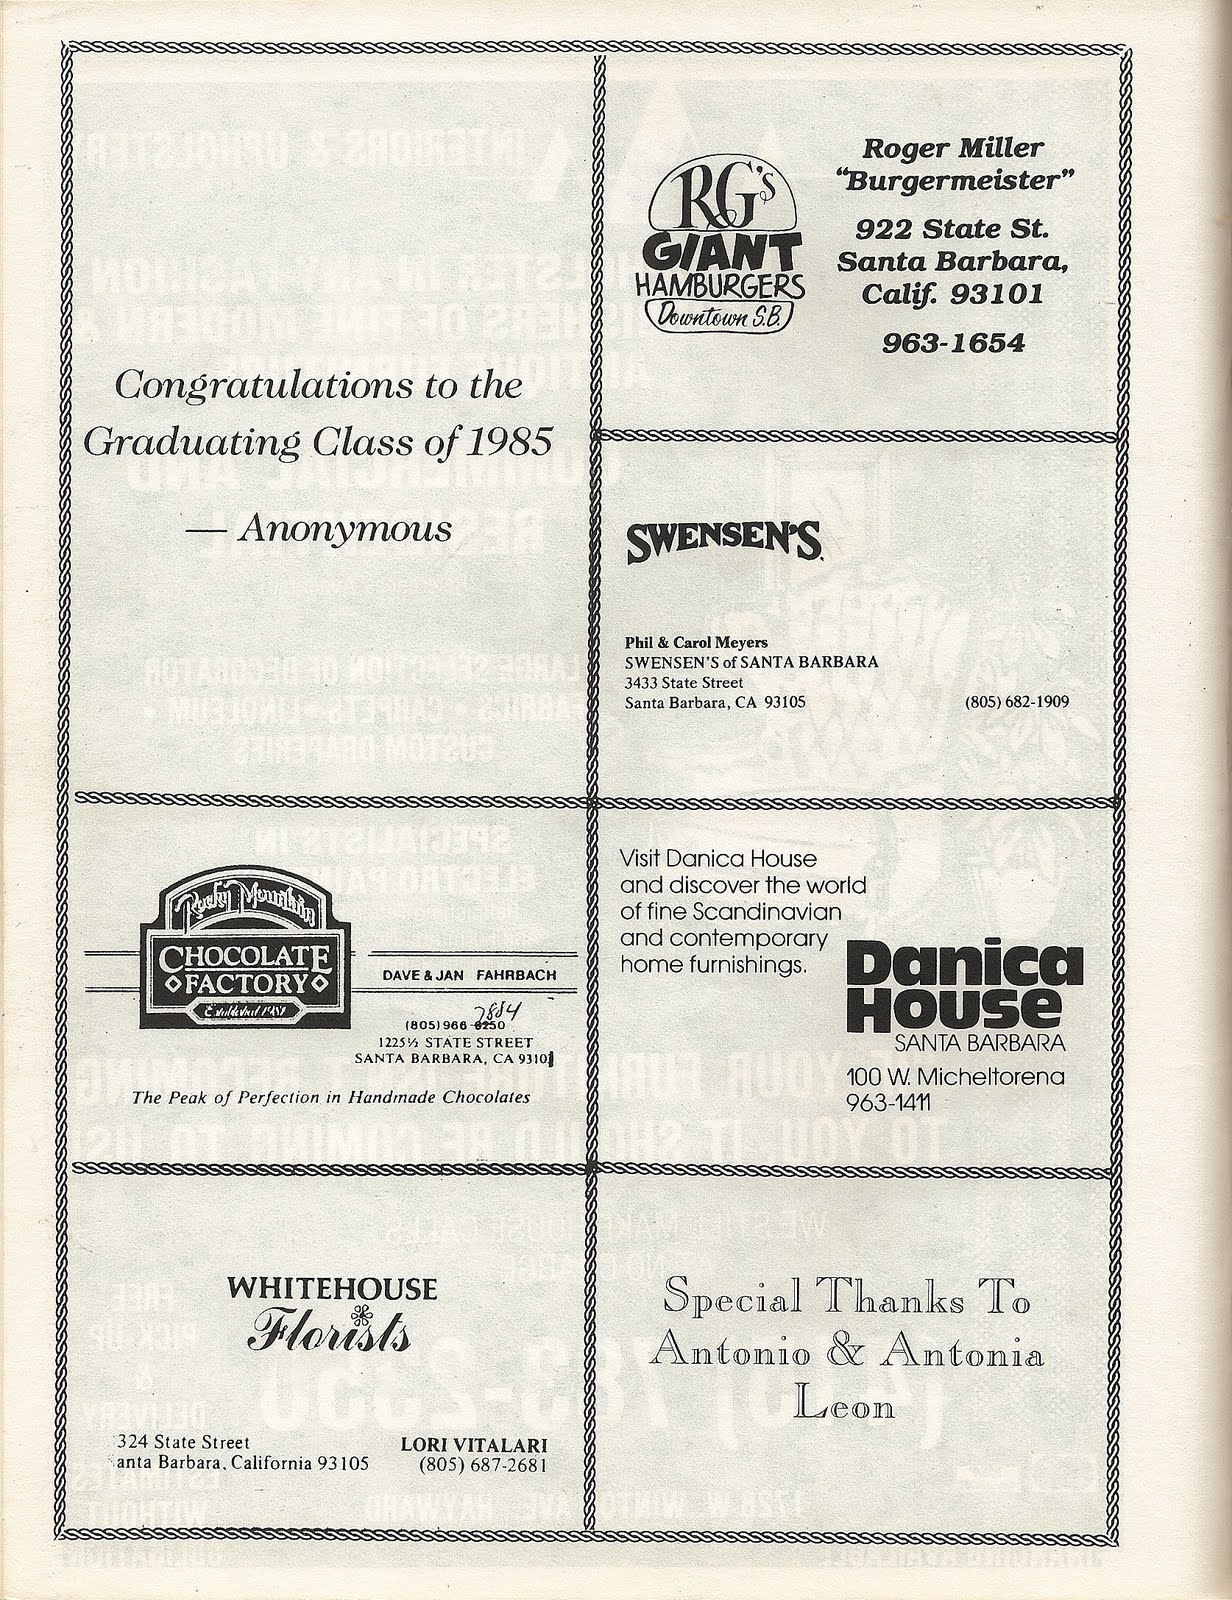 Congratulations to the
Graduating Class of 1985
— Anonymous
RG's
GIANT
HAMBURGERS
Downtown S.B.
Roger Miller
"Burgermeister"
922 State St.
Santa Barbara,
Calif. 93101
963-1654
SWENSEN'S
Phil & Carol Meyers
SWENSEN'S of SANTA BARBARA
3433 State Street
Santa Barbara, CA 93105
(805) 682-1909
Rocky Mountain
CHOCOLATE
FACTORY
Established 1981
DAVE & JAN FAHRBACH
2884
(805) 966-6250
1225½ STATE STREET
SANTA BARBARA, CA 93101
The Peak of Perfection in Handmade Chocolates
Visit Danica House
and discover the world
of fine Scandinavian
and contemporary
home furnishings.
Danica
House
SANTA BARBARA
100 W. Micheltorena
963-1411
WHITEHOUSE
Florists
324 State Street
anta Barbara, California 93105
LORI VITALARI
(805) 687-2681
Special Thanks To
Antonio & Antonia
Leon